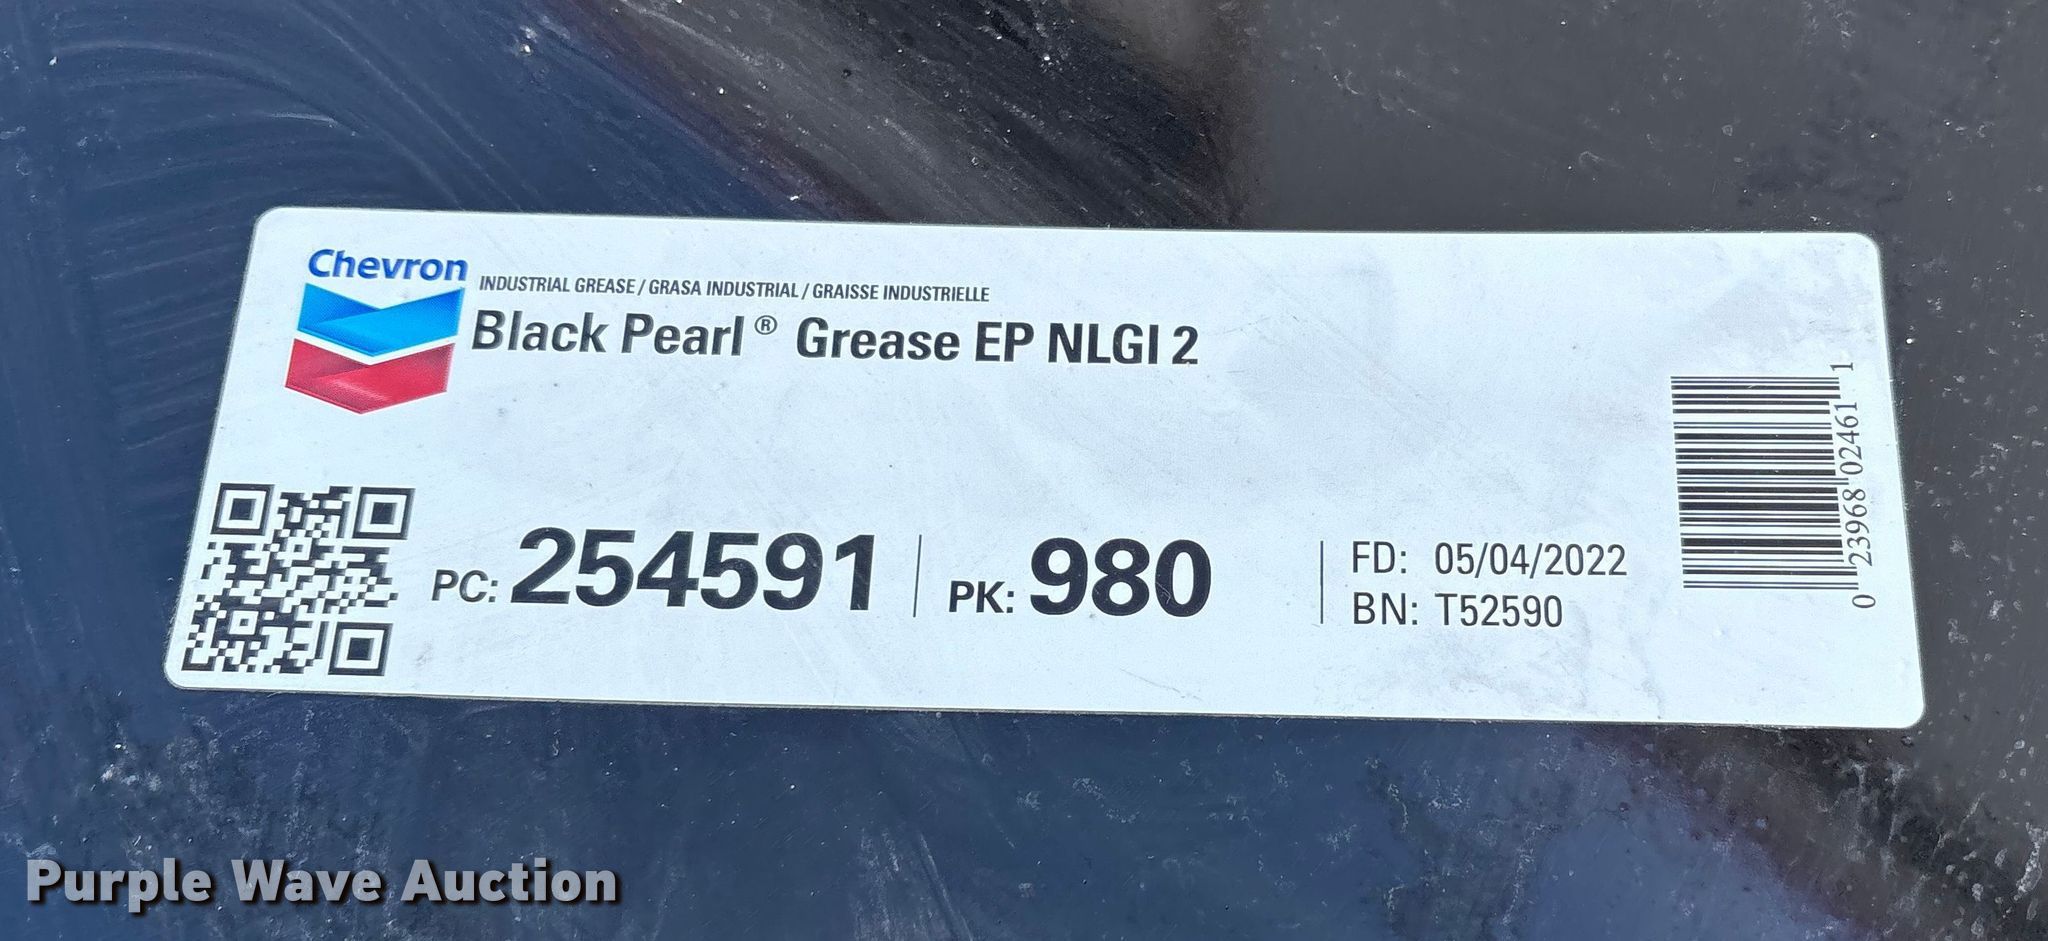 Chevron
INDUSTRIAL GREASE / GRASA INDUSTRIAL / GRAISSE INDUSTRIELLE
Black Pearl® Grease EP NLGI 2
PC: 254591
PK: 980
FD: 05/04/2022
BN: T52590
0 23968 02461 1
Purple Wave Auction